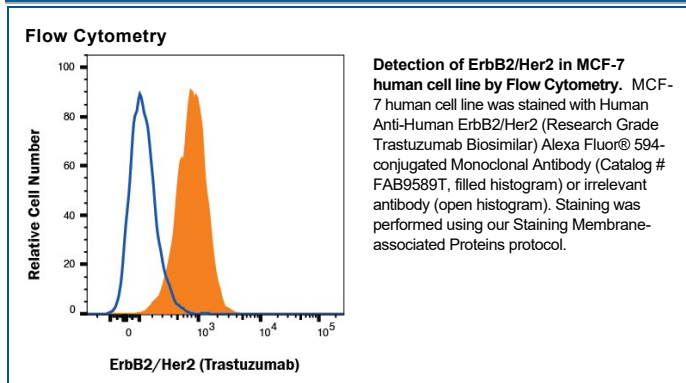 Flow Cytometry
100
80
60
40
20
0
Relative Cell Number
0 10³ 10⁴ 10⁵
ErbB2/Her2 (Trastuzumab)
Detection of ErbB2/Her2 in MCF-7
human cell line by Flow Cytometry. MCF-
7 human cell line was stained with Human
Anti-Human ErbB2/Her2 (Research Grade
Trastuzumab Biosimilar) Alexa Fluor® 594-
conjugated Monoclonal Antibody (Catalog #
FAB9589T, filled histogram) or irrelevant
antibody (open histogram). Staining was
performed using our Staining Membrane-
associated Proteins protocol.